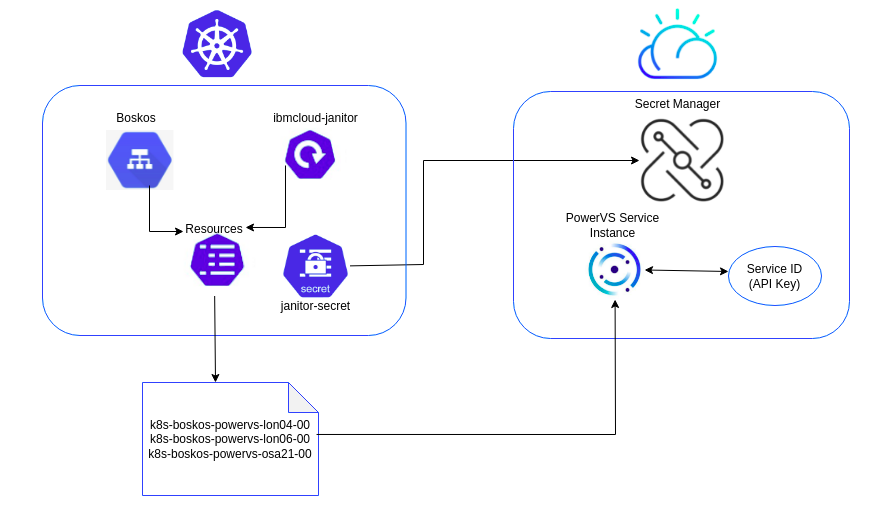 Boskos
ibmcloud-janitor
Resources
secret
janitor-secret
Secret Manager
PowerVS Service
Instance
Service ID
(API Key)
k8s-boskos-powervs-lon04-00
k8s-boskos-powervs-lon06-00
k8s-boskos-powervs-osa21-00